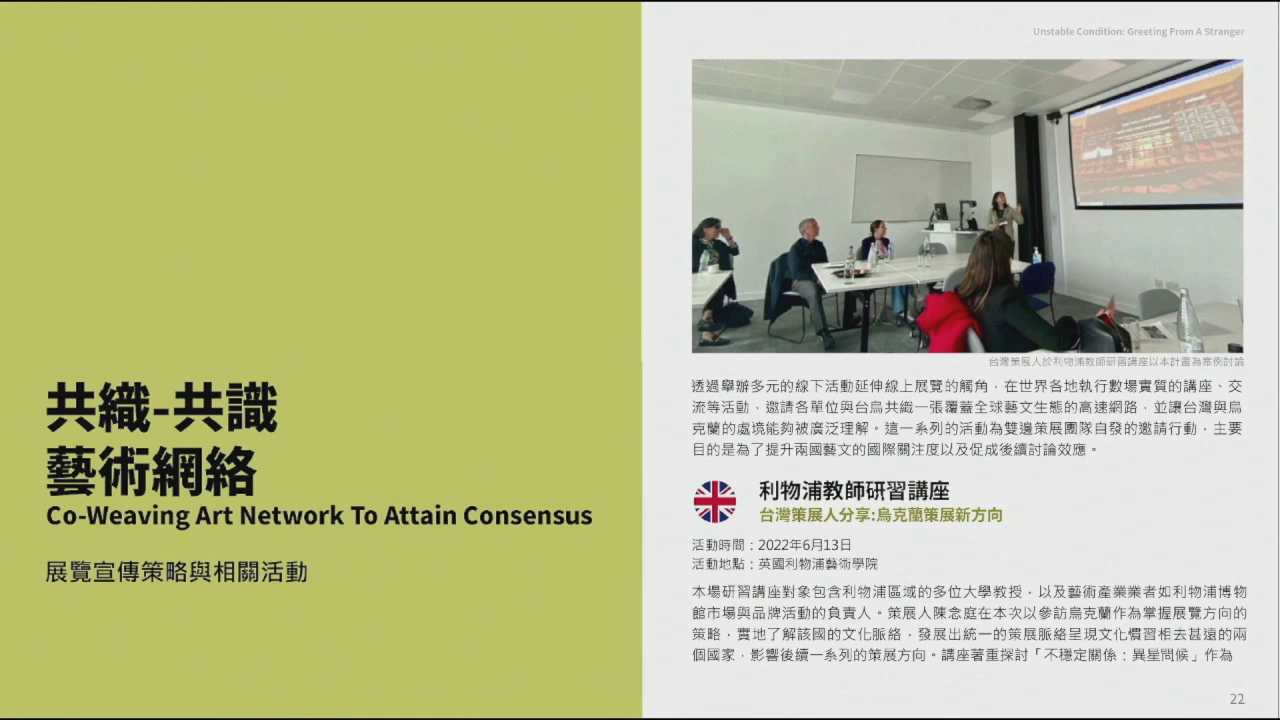 共織-共識
藝術網絡
Co-Weaving Art Network To Attain Consensus
展覽宣傳策略與相關活動
Unstable Condition: Greeting From A Stranger
台灣策展人於利物浦教師研習講座以本計畫為案例討論
透過舉辦多元的線下活動延伸線上展覽的觸角，在世界各地執行數場實質的講座、交
流等活動，邀請各單位與台烏共織一張覆蓋全球藝文生態的高速網路，並讓台灣與烏
克蘭的處境能夠被廣泛理解。這一系列的活動為雙邊策展團隊自發的邀請行動，主要
目的是為了提升兩國藝文的國際關注度以及促成後續討論效應。
利物浦教師研習講座
台灣策展人分享:烏克蘭策展新方向
活動時間：2022年6月13日
活動地點：英國利物浦藝術學院
本場研習講座對象包含利物浦區域的多位大學教授，以及藝術產業業者如利物浦博物
館市場與品牌活動的負責人。策展人陳念庭在本次以參訪烏克蘭作為掌握展覽方向的
策略，實地了解該國的文化脈絡，發展出統一的策展脈絡呈現文化慣習相去甚遠的兩
個國家，影響後續一系列的策展方向。講座著重探討「不穩定關係：異星問候」作為
22